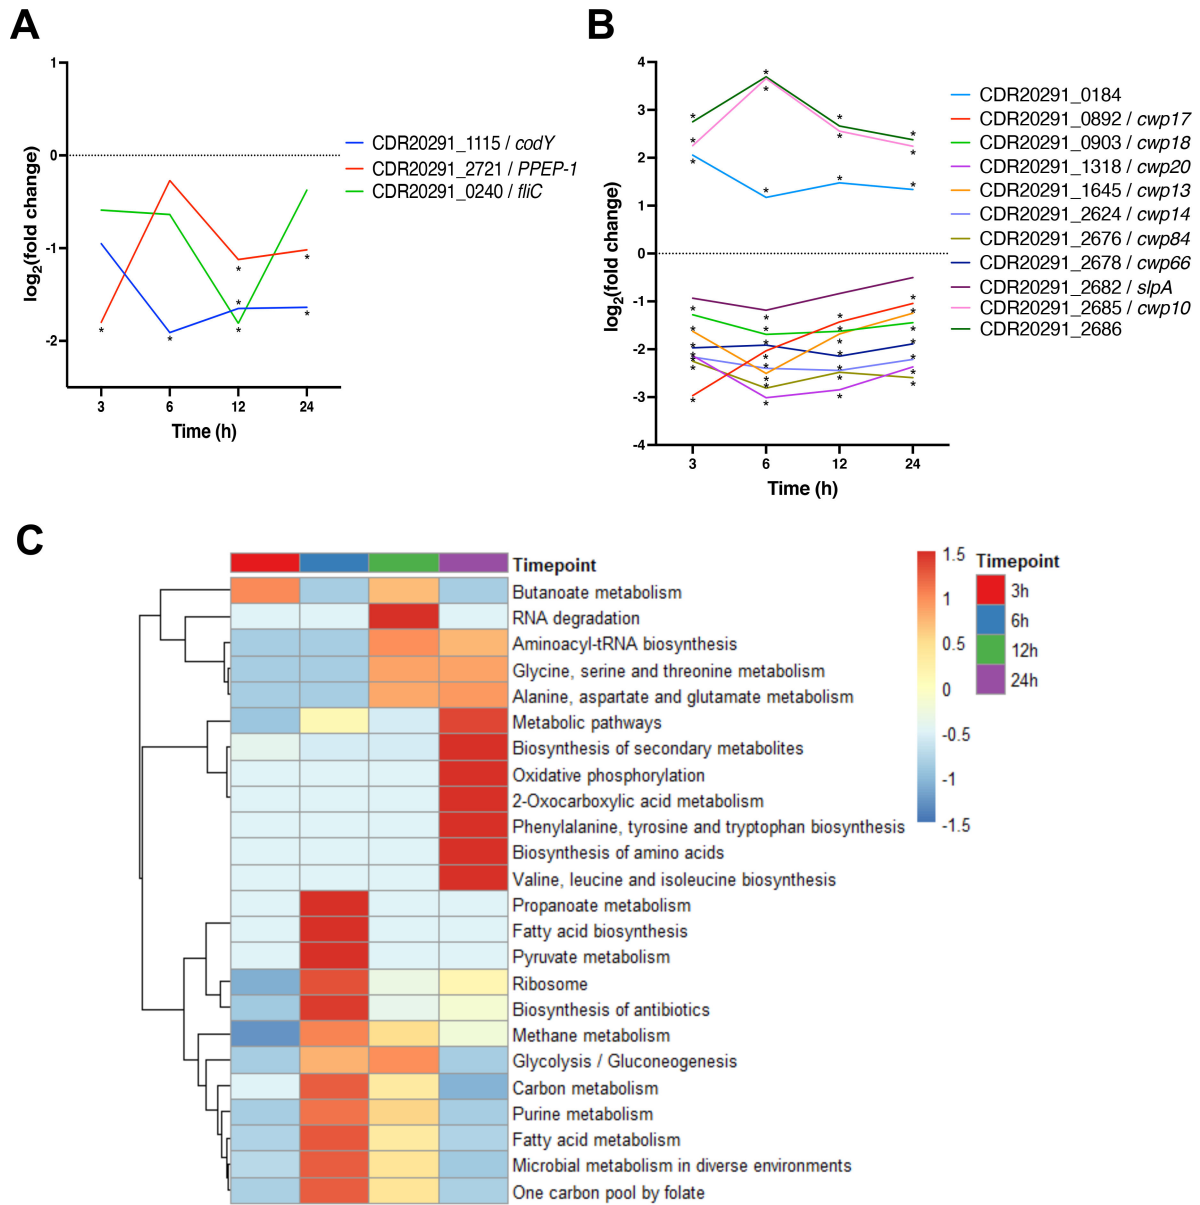 A
1
0
-1
-2
log2(fold change)
3
6
12
24
Time (h)
*
*
*
*
*
*
*
CDR20291_1115 / codY
CDR20291_2721 / PPEP-1
CDR20291_0240 / fliC
B
4
3
2
1
0
-1
-2
-3
-4
log2(fold change)
3
6
12
24
Time (h)
CDR20291_0184
CDR20291_0892 / cwp17
CDR20291_0903 / cwp18
CDR20291_1318 / cwp20
CDR20291_1645 / cwp13
CDR20291_2624 / cwp14
CDR20291_2676 / cwp84
CDR20291_2678 / cwp66
CDR20291_2682 / slpA
CDR20291_2685 / cwp10
CDR20291_2686
C
Timepoint
Butanoate metabolism
RNA degradation
Aminoacyl-tRNA biosynthesis
Glycine, serine and threonine metabolism
Alanine, aspartate and glutamate metabolism
Metabolic pathways
Biosynthesis of secondary metabolites
Oxidative phosphorylation
2-Oxocarboxylic acid metabolism
Phenylalanine, tyrosine and tryptophan biosynthesis
Biosynthesis of amino acids
Valine, leucine and isoleucine biosynthesis
Propanoate metabolism
Fatty acid biosynthesis
Pyruvate metabolism
Ribosome
Biosynthesis of antibiotics
Methane metabolism
Glycolysis / Gluconeogenesis
Carbon metabolism
Purine metabolism
Fatty acid metabolism
Microbial metabolism in diverse environments
One carbon pool by folate
1.5
1
0.5
0
-0.5
-1
-1.5
Timepoint
3h
6h
12h
24h